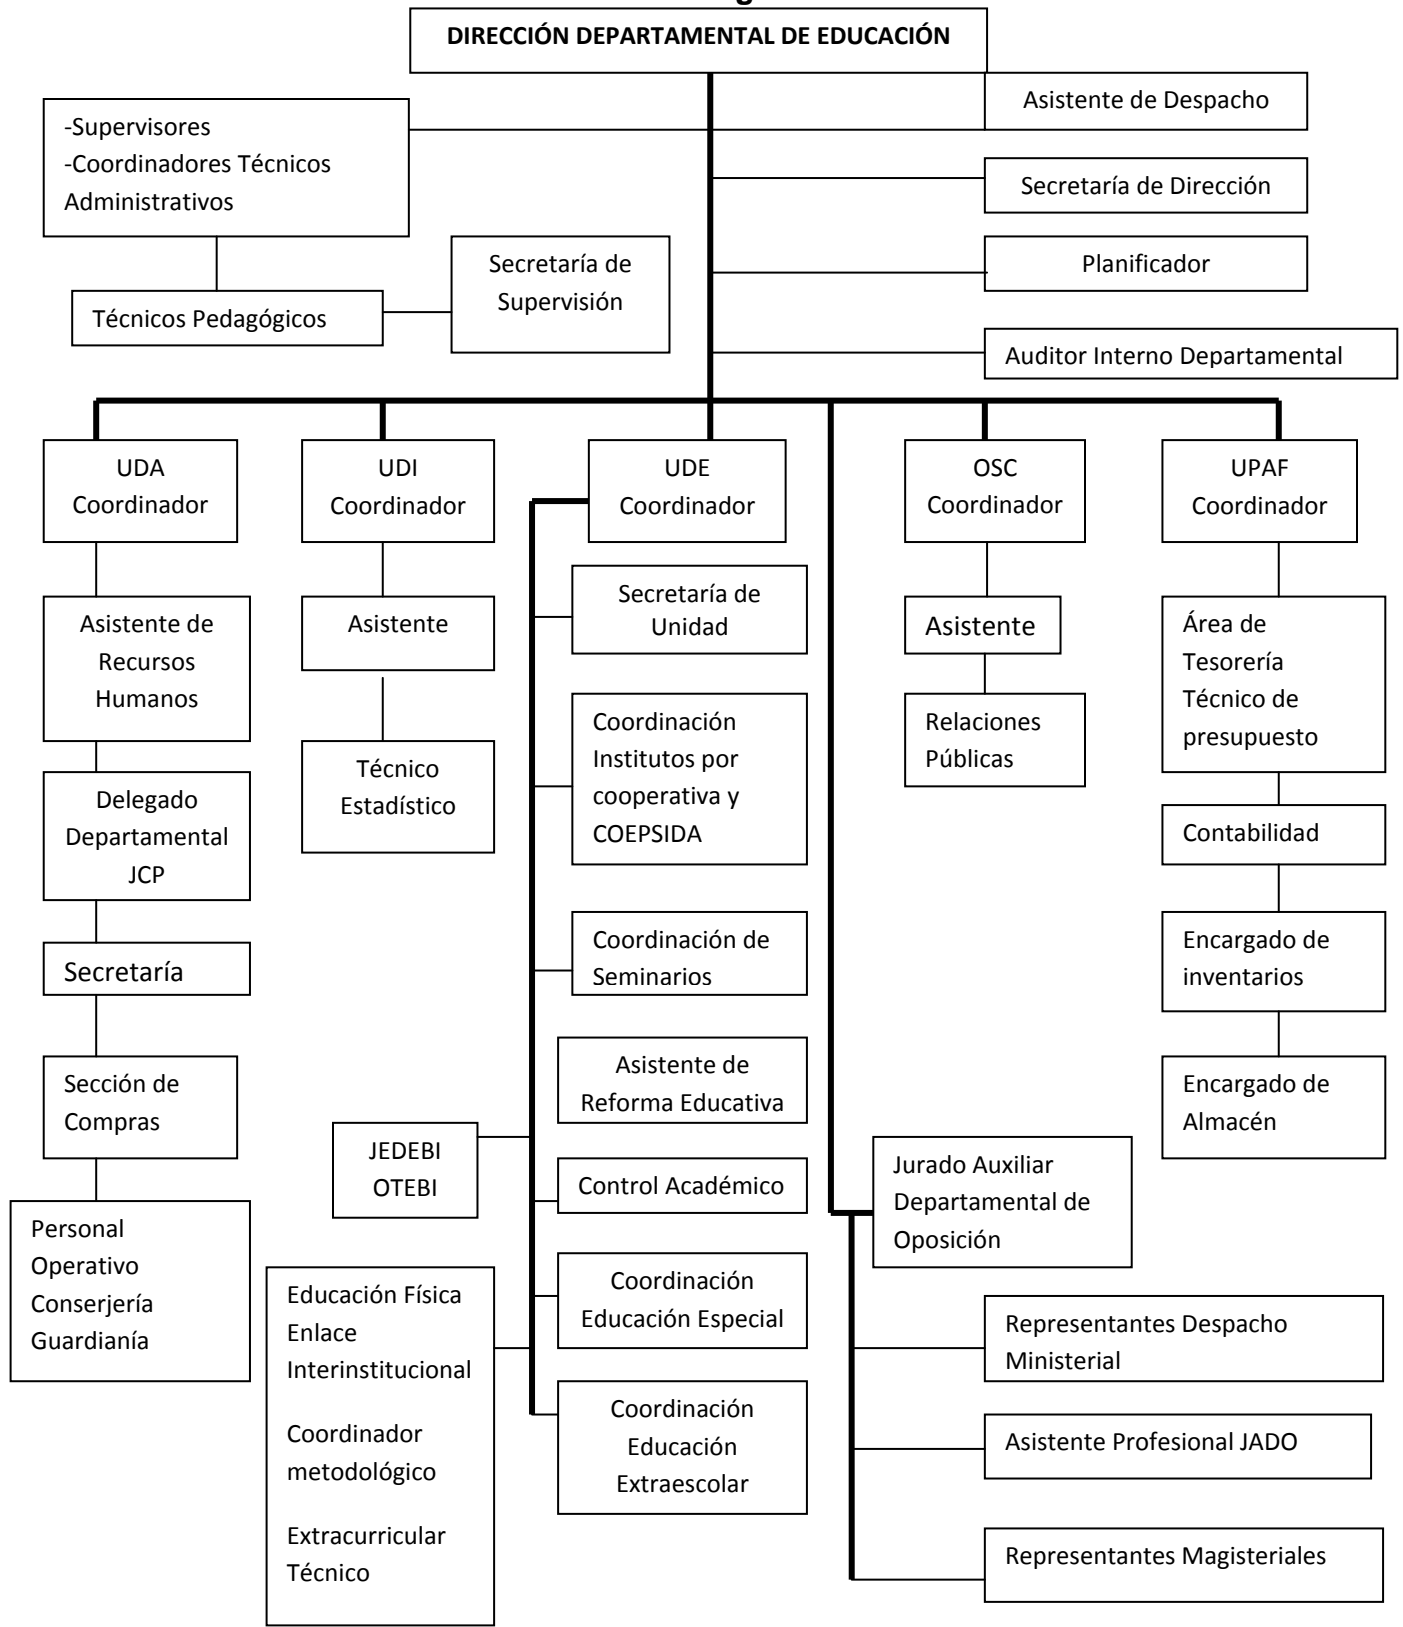 DIRECCIÓN DEPARTAMENTAL DE EDUCACIÓN
Asistente de Despacho
-Supervisores
-Coordinadores Técnicos
Administrativos
Secretaría de Dirección
Secretaría de
Supervisión
Planificador
Técnicos Pedagógicos
Auditor Interno Departamental
UDA
Coordinador
UDI
Coordinador
UDE
Coordinador
OSC
Coordinador
UPAF
Coordinador
Asistente de
Recursos
Humanos
Delegado
Departamental
JCP
Secretaría
Sección de
Compras
Personal
Operativo
Conserjería
Guardianía
Asistente
Técnico
Estadístico
Secretaría de
Unidad
Coordinación
Institutos por
cooperativa y
COEPSIDA
Coordinación de
Seminarios
Asistente de
Reforma Educativa
JEDEBI
OTEBI
Control Académico
Coordinación
Educación Especial
Educación Física
Enlace
Interinstitucional
Coordinador
metodológico
Extracurricular
Técnico
Coordinación
Educación
Extraescolar
Asistente
Relaciones
Públicas
Área de
Tesorería
Técnico de
presupuesto
Contabilidad
Encargado de
inventarios
Encargado de
Almacén
Jurado Auxiliar
Departamental de
Oposición
Representantes Despacho
Ministerial
Asistente Profesional JADO
Representantes Magisteriales